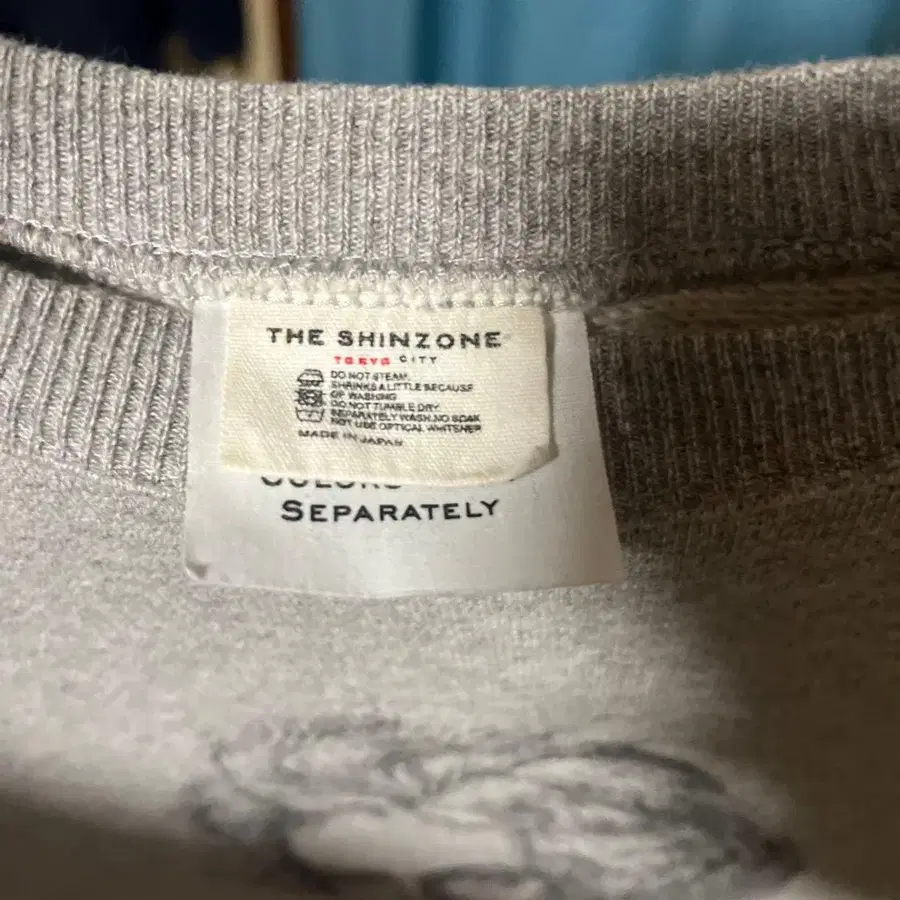 THE SHINZONE
TOKYO CITY
DO NOT STEAM.
SHRINKS A LITTLE BECAUSE
OF WASHING
DO NOT TUMBLE DRY
SEPARATELY WASH.NO SOAK
NOT USE OPTICAL WHITENER
MADE IN JAPAN
COLORS
SEPARATELY